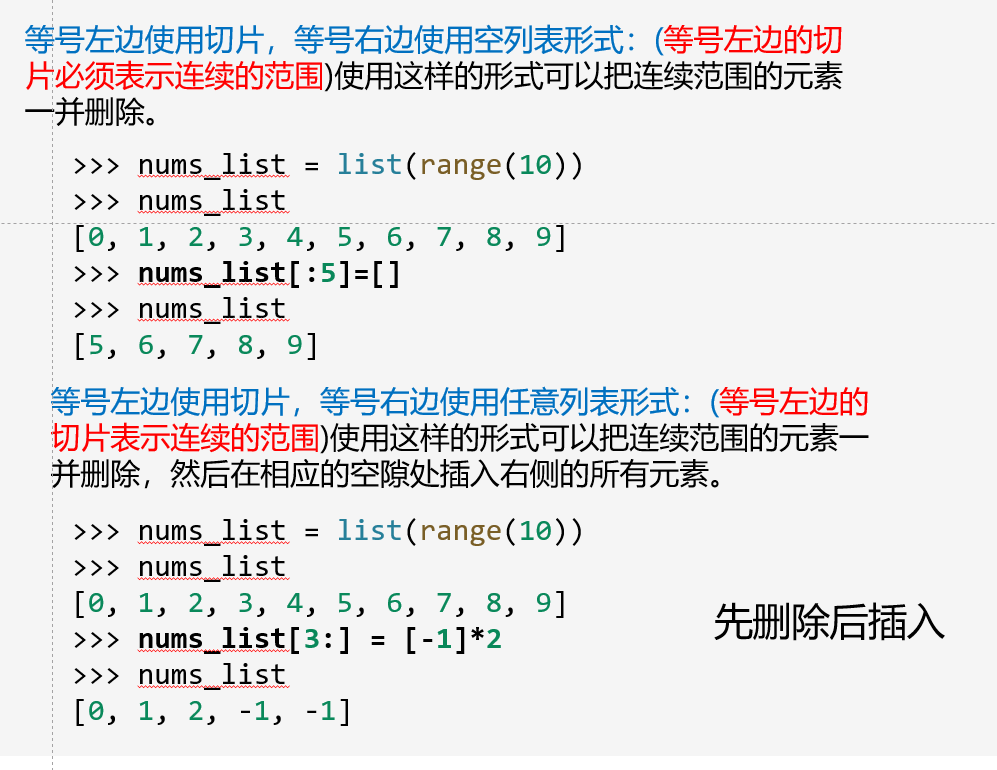 等号左边使用切片，等号右边使用空列表形式：(等号左边的切
片必须表示连续的范围)使用这样的形式可以把连续范围的元素
一并删除。
>>> nums_list = list(range(10))
>>> nums_list
[0, 1, 2, 3, 4, 5, 6, 7, 8, 9]
>>> nums_list[:5]=[]
>>> nums_list
[5, 6, 7, 8, 9]
等号左边使用切片，等号右边使用任意列表形式：(等号左边的
切片表示连续的范围)使用这样的形式可以把连续范围的元素一
并删除，然后在相应的空隙处插入右侧的所有元素。
>>> nums_list = list(range(10))
>>> nums_list
[0, 1, 2, 3, 4, 5, 6, 7, 8, 9]
>>> nums_list[3:] = [-1]*2
先删除后插入
>>> nums_list
[0, 1, 2, -1, -1]